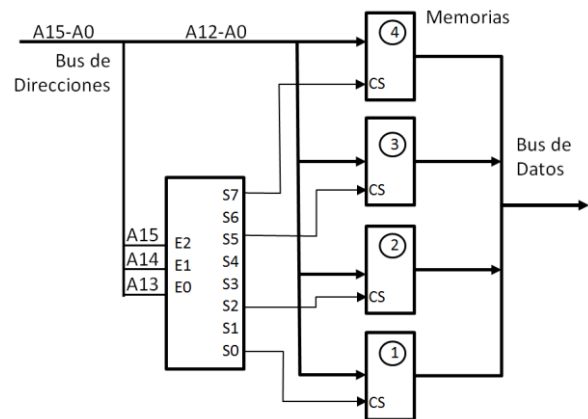 A15-A0
A12-A0
Memorias
Bus de
Direcciones
4
CS
3
CS
Bus de
Datos
S7
S6
S5
S4
S3
S2
S1
S0
A15
E2
A14
E1
A13
E0
2
CS
1
CS